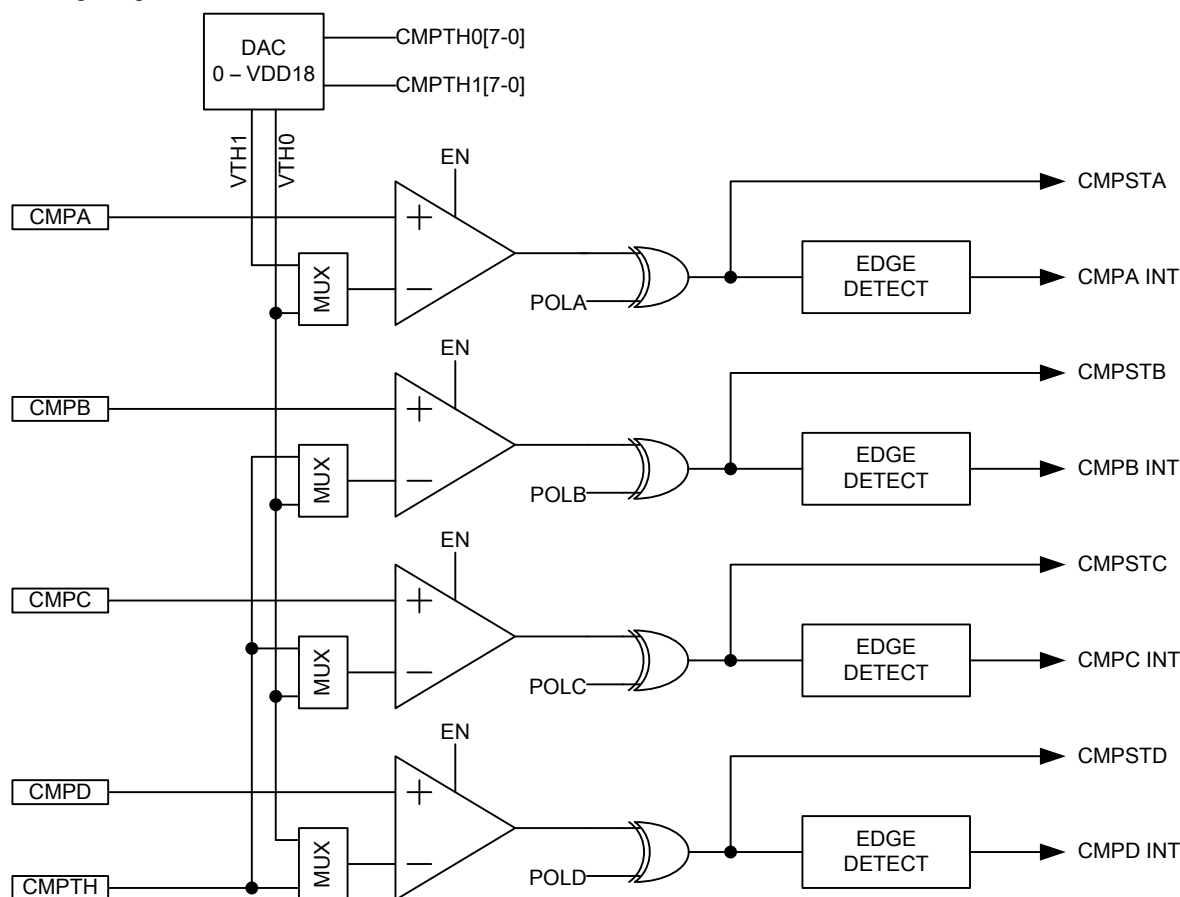 DAC
0 – VDD18
CMPTH0[7-0]
CMPTH1[7-0]
VTH1
VTH0
EN
CMPSTA
CMPA
+
MUX
−
POLA
EDGE
DETECT
CMPA INT
EN
CMPSTB
CMPB
+
MUX
−
POLB
EDGE
DETECT
CMPB INT
EN
CMPSTC
CMPC
+
MUX
−
POLC
EDGE
DETECT
CMPC INT
EN
CMPSTD
CMPD
+
MUX
−
POLD
EDGE
DETECT
CMPD INT
CMPTH